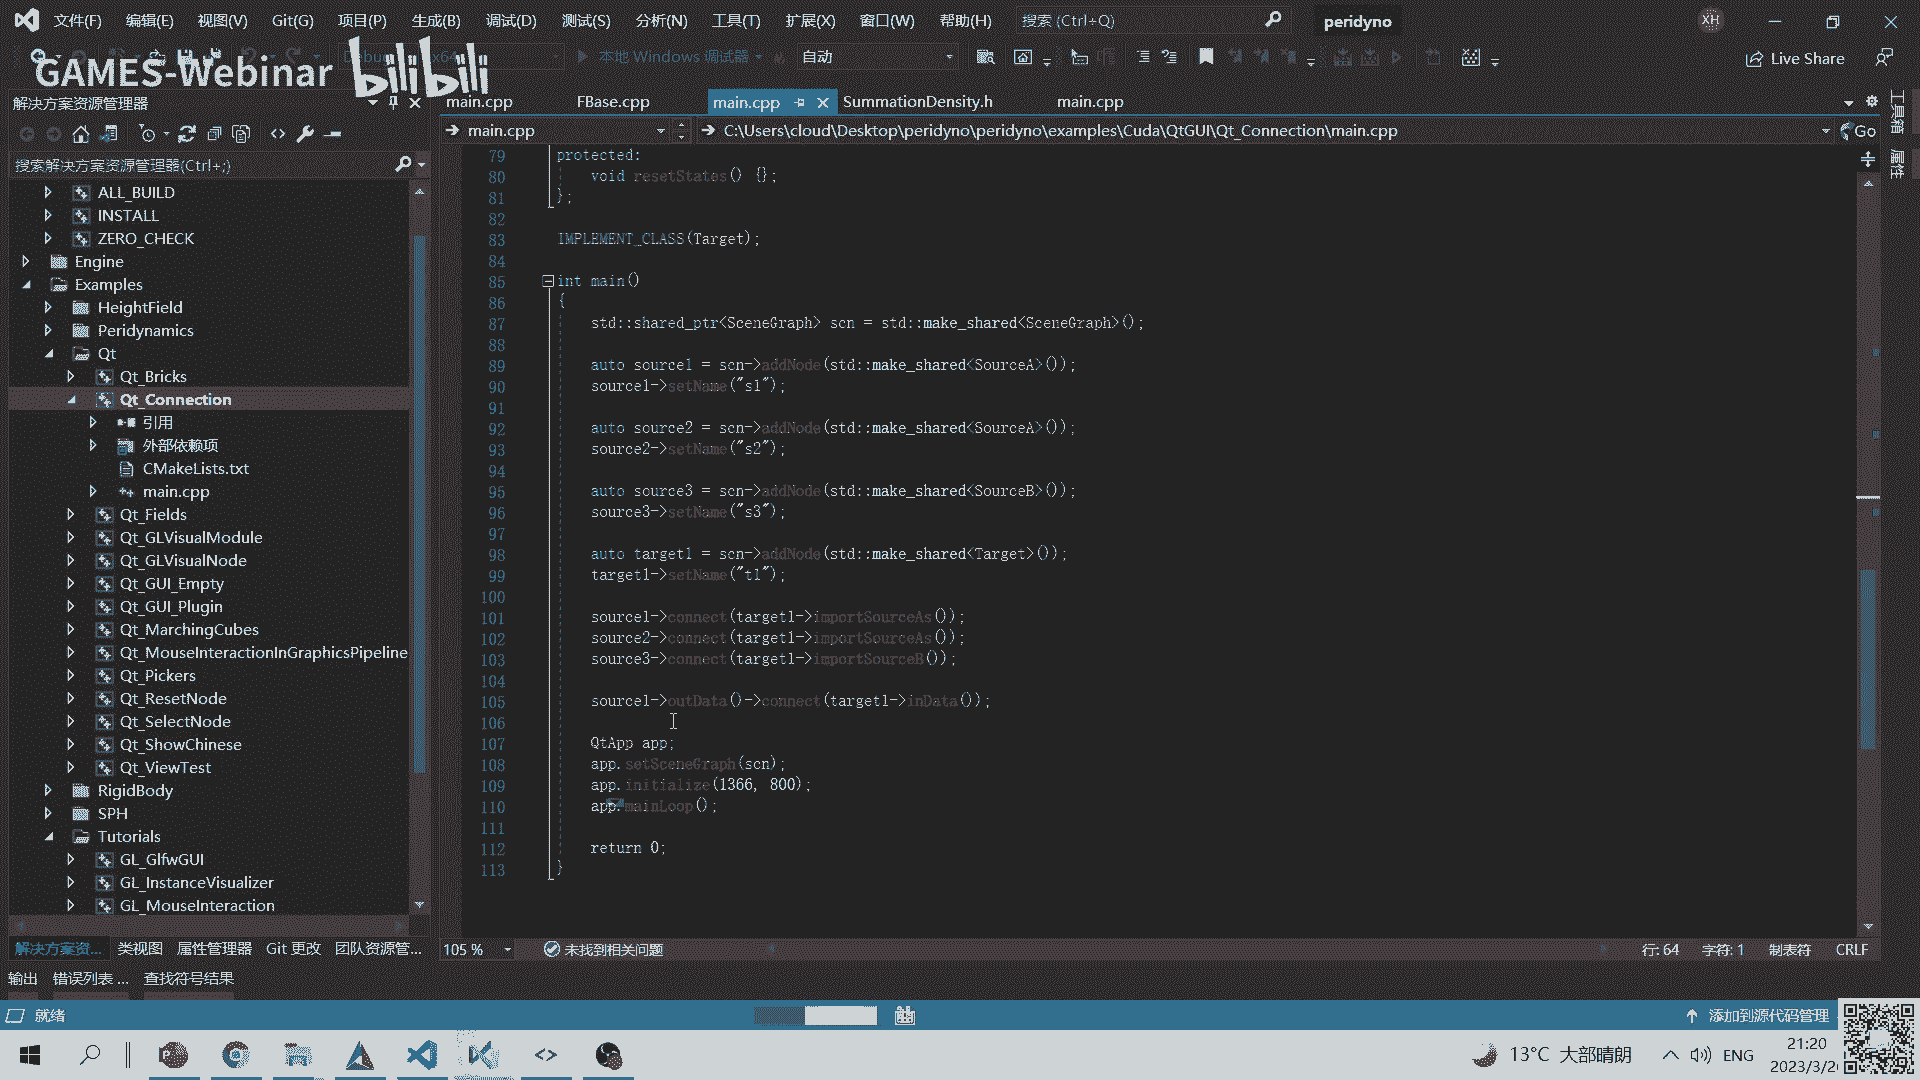 文件(F) 编辑(E) 视图(V) Git(G) 项目(P) 生成(B) 调试(D) 测试(S) 分析(N) 工具(T) 扩展(X) 窗口(W) 帮助(H) 搜索 (Ctrl+Q) peridyno XH
本地 Windows 调试器 自动 Live Share
GAMES-Webinar bilibili
解决方案资源管理器 main.cpp FBase.cpp main.cpp SummationDensity.h main.cpp
main.cpp C:\Users\cloud\Desktop\peridyno\peridyno\examples\Cuda\QtGUI\Qt_Connection\main.cpp Go
工具箱
属性
搜索解决方案资源管理器(Ctrl+;)
ALL_BUILD
INSTALL
ZERO_CHECK
Engine
Examples
HeightField
Peridynamics
Qt
Qt_Bricks
Qt_Connection
引用
外部依赖项
CMakeLists.txt
main.cpp
Qt_Fields
Qt_GLVisualModule
Qt_GLVisualNode
Qt_GUI_Empty
Qt_GUI_Plugin
Qt_MarchingCubes
Qt_MouseInteractionInGraphicsPipeline
Qt_Pickers
Qt_ResetNode
Qt_SelectNode
Qt_ShowChinese
Qt_ViewTest
RigidBody
SPH
Tutorials
GL_GlfwGUI
GL_InstanceVisualizer
GL_MouseInteraction
79 protected:
80 void resetStates() {};
81 };
82
83 IMPLEMENT_CLASS(Target);
84
85 int main()
86 {
87 std::shared_ptr<SceneGraph> scn = std::make_shared<SceneGraph>();
88
89 auto source1 = scn->addNode(std::make_shared<SourceA>());
90 source1->setName("s1");
91
92 auto source2 = scn->addNode(std::make_shared<SourceA>());
93 source2->setName("s2");
94
95 auto source3 = scn->addNode(std::make_shared<SourceB>());
96 source3->setName("s3");
97
98 auto target1 = scn->addNode(std::make_shared<Target>());
99 target1->setName("t1");
100
101 source1->connect(target1->importSourceAs());
102 source2->connect(target1->importSourceAs());
103 source3->connect(target1->importSourceB());
104
105 source1->outData()->connect(target1->inData());
106
107 QtApp app;
108 app.setSceneGraph(scn);
109 app.initialize(1366, 800);
110 app.mainLoop();
111
112 return 0;
113 }
解决方案资... 类视图 属性管理器 Git 更改 团队资源管... 105 % 未找到相关问题 行: 64 字符: 1 制表符 CRLF
输出 错误列表 ... 查找符号结果
就绪 添加到源代码管理
13°C 大部晴朗 ENG 21:20
2023/3/2